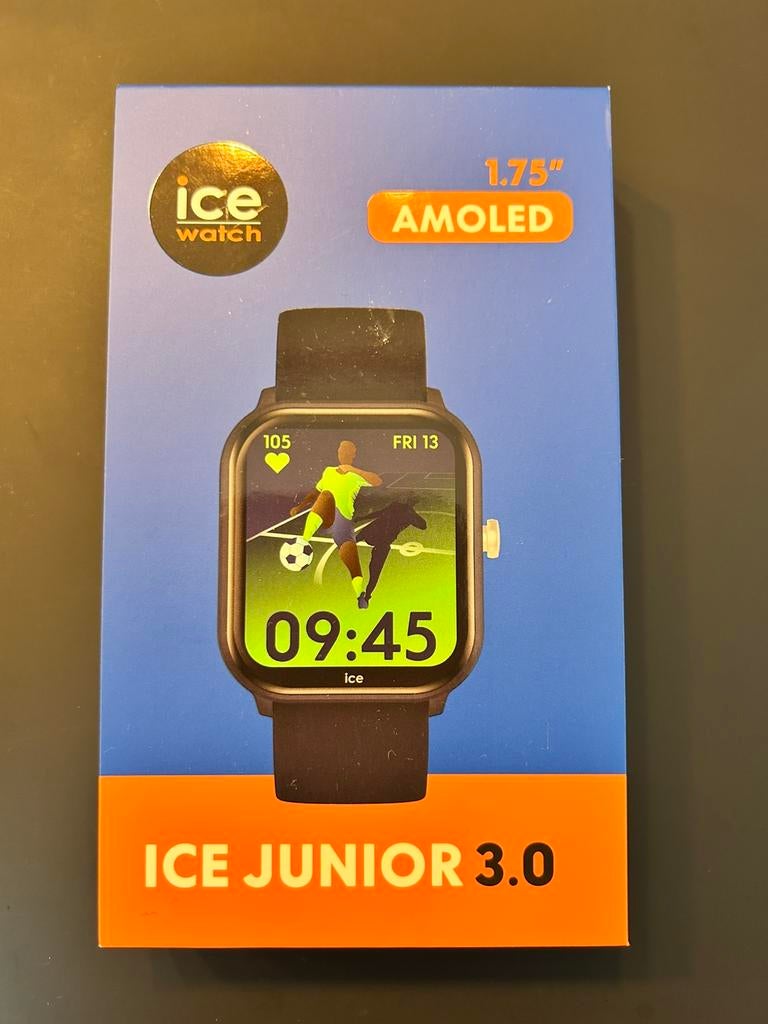 ice
watch
1.75"
AMOLED
105
FRI 13
09:45
ice
ICE JUNIOR 3.0